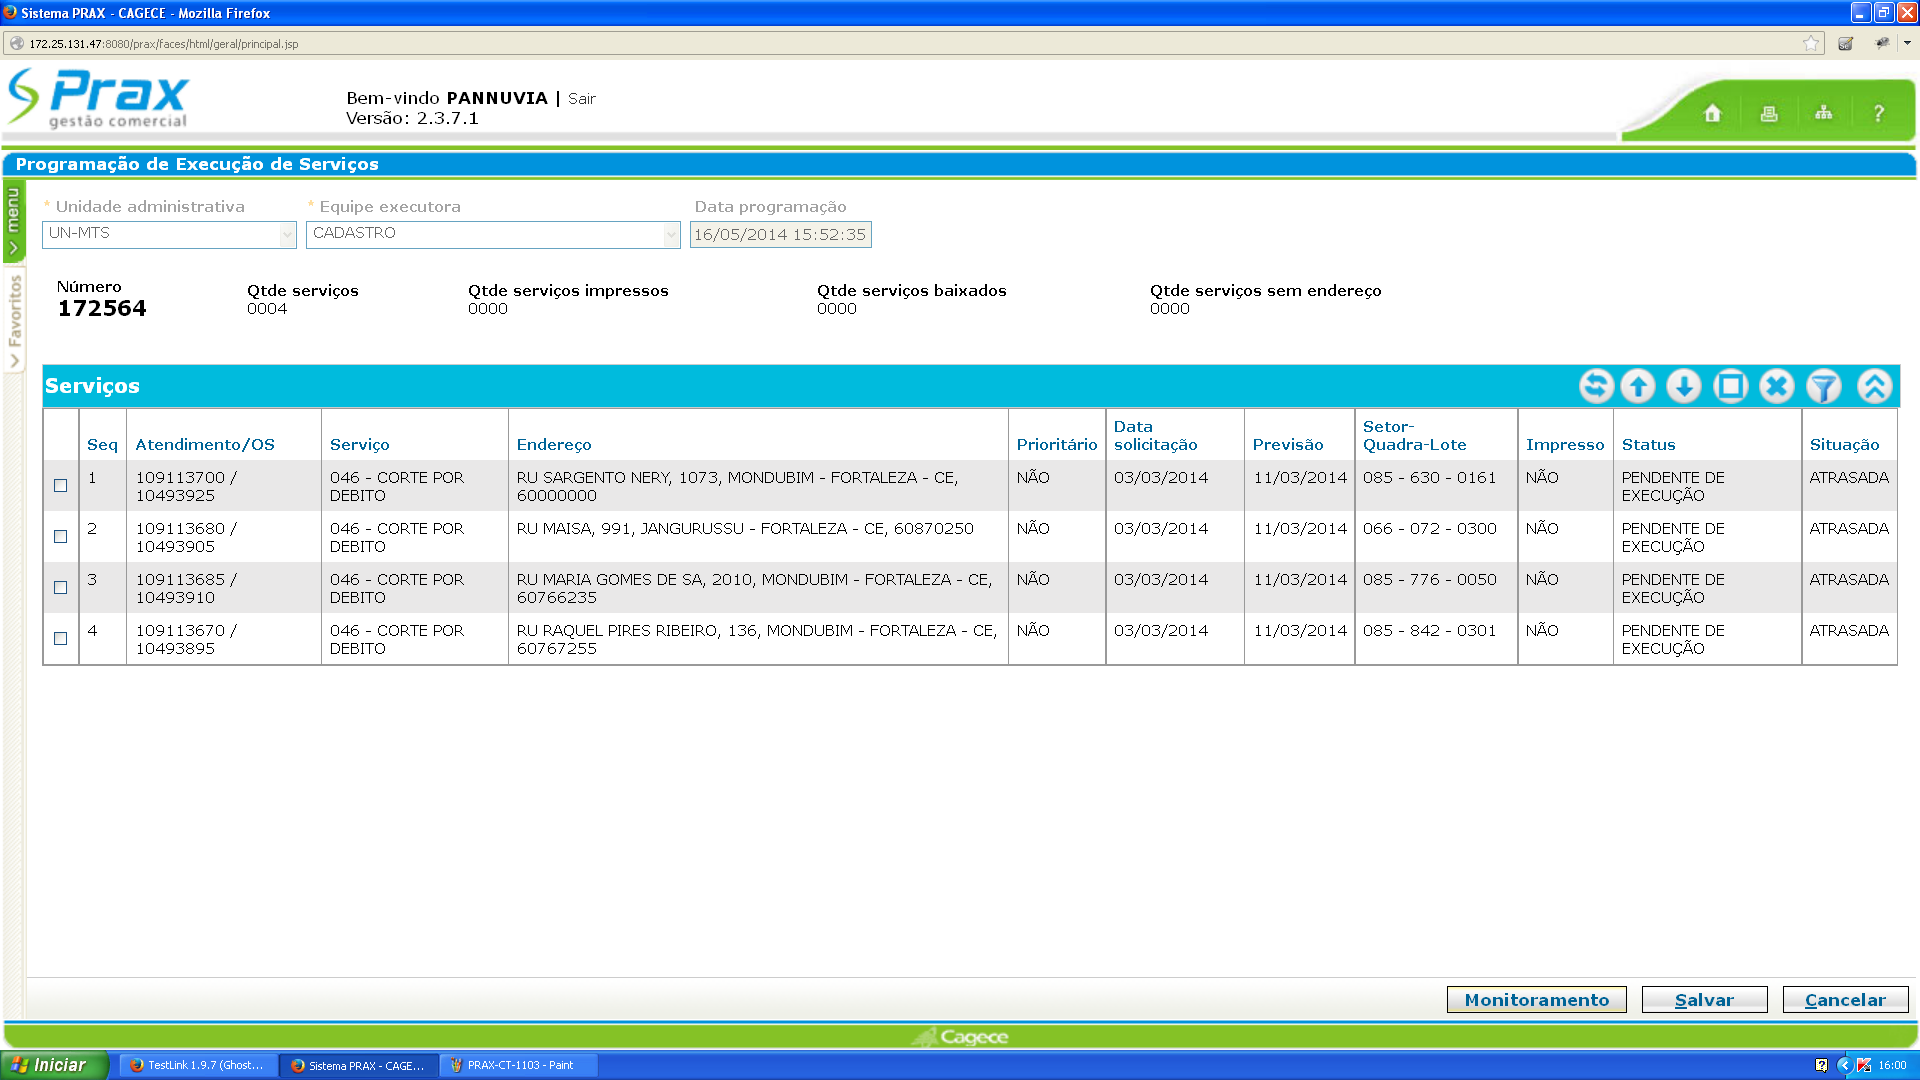 Sistema PRAX - CAGECE - Mozilla Firefox
172.25.131.47:8080/prax/faces/html/geral/principal.jsp
Prax
gestão comercial
Bem-vindo PANNUVIA | Sair
Versão: 2.3.7.1
?
Programação de Execução de Serviços
menu
Favoritos
* Unidade administrativa * Equipe executora Data programação
UN-MTS CADASTRO 16/05/2014 15:52:35
Número Qtde serviços Qtde serviços impressos Qtde serviços baixados Qtde serviços sem endereço
172564 0004 0000 0000 0000
Serviços
Seq Atendimento/OS Serviço Endereço Prioritário Data solicitação Previsão Setor-Quadra-Lote Impresso Status Situação
1 109113700 / 10493925 046 - CORTE POR DEBITO RU SARGENTO NERY, 1073, MONDUBIM - FORTALEZA - CE, 60000000 NÃO 03/03/2014 11/03/2014 085 - 630 - 0161 NÃO PENDENTE DE EXECUÇÃO ATRASADA
2 109113680 / 10493905 046 - CORTE POR DEBITO RU MAISA, 991, JANGURUSSU - FORTALEZA - CE, 60870250 NÃO 03/03/2014 11/03/2014 066 - 072 - 0300 NÃO PENDENTE DE EXECUÇÃO ATRASADA
3 109113685 / 10493910 046 - CORTE POR DEBITO RU MARIA GOMES DE SA, 2010, MONDUBIM - FORTALEZA - CE, 60766235 NÃO 03/03/2014 11/03/2014 085 - 776 - 0050 NÃO PENDENTE DE EXECUÇÃO ATRASADA
4 109113670 / 10493895 046 - CORTE POR DEBITO RU RAQUEL PIRES RIBEIRO, 136, MONDUBIM - FORTALEZA - CE, 60767255 NÃO 03/03/2014 11/03/2014 085 - 842 - 0301 NÃO PENDENTE DE EXECUÇÃO ATRASADA
Monitoramento Salvar Cancelar
Cagece
Iniciar TestLink 1.9.7 (Ghost... Sistema PRAX - CAGE... PRAX-CT-1103 - Paint 16:00